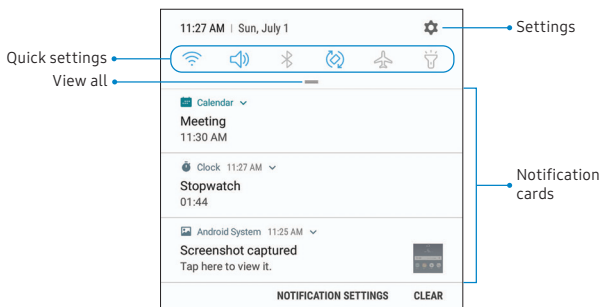 11:27 AM | Sun, July 1
Settings
Quick settings
View all
Calendar
Meeting
11:30 AM
Clock 11:27 AM
Stopwatch
01:44
Notification
cards
Android System 11:25 AM
Screenshot captured
Tap here to view it.
NOTIFICATION SETTINGS CLEAR